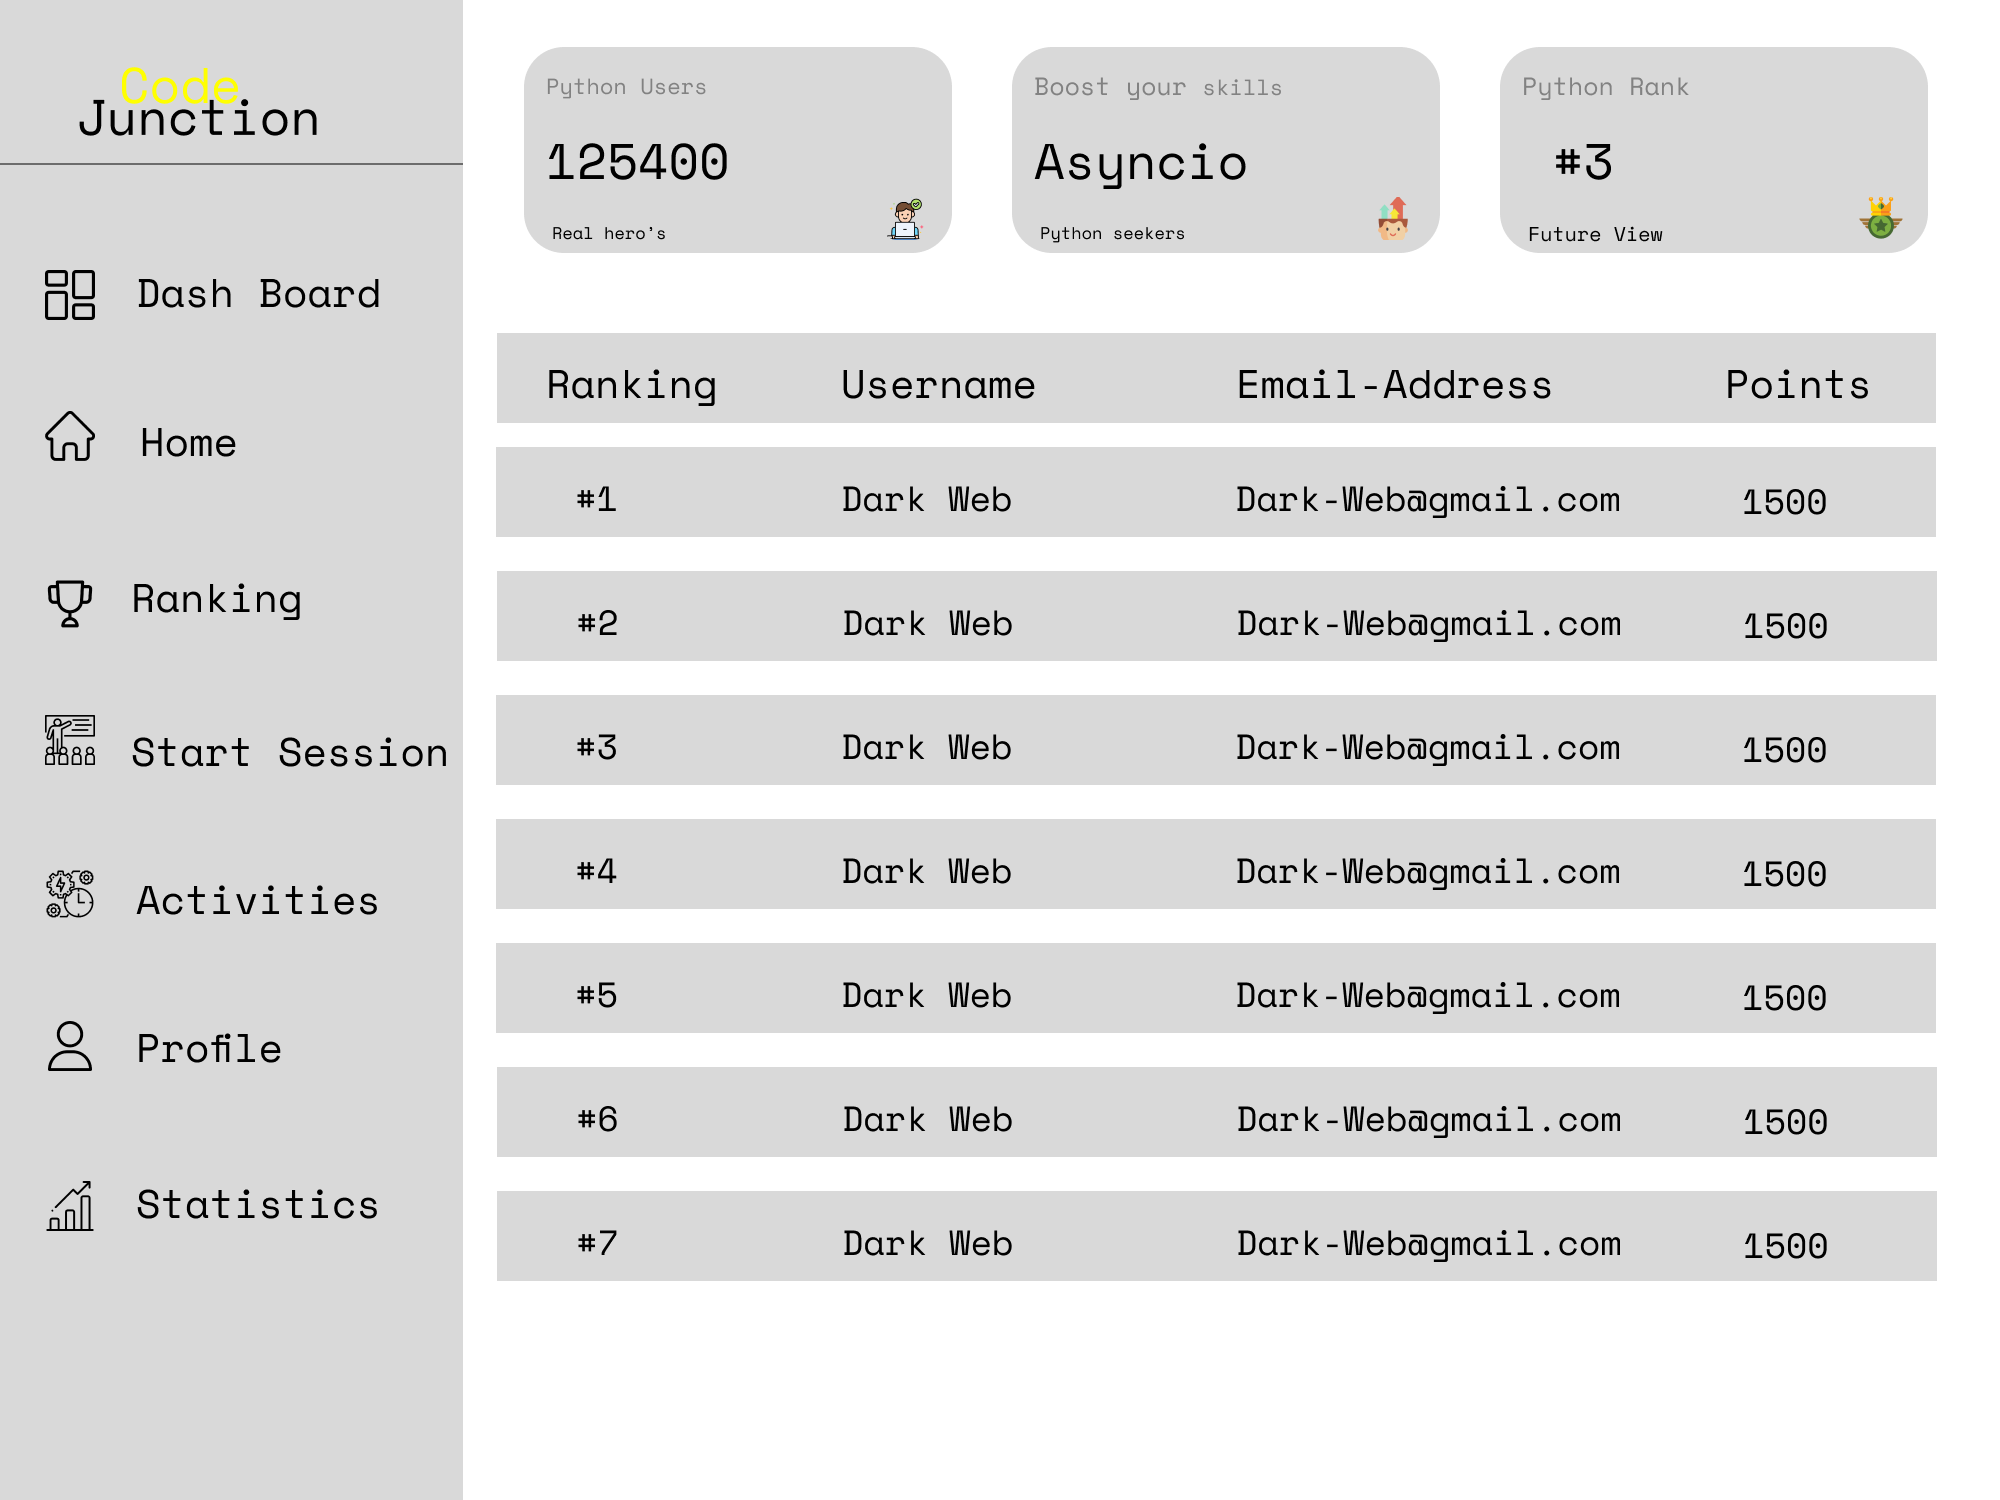 Code
Junction
Dash Board
Home
Ranking
Start Session
Activities
Profile
Statistics
Python Users
125400
Real hero's
Boost your skills
Asyncio
Python seekers
Python Rank
#3
Future View
Ranking Username Email-Address Points
#1 Dark Web Dark-Web@gmail.com 1500
#2 Dark Web Dark-Web@gmail.com 1500
#3 Dark Web Dark-Web@gmail.com 1500
#4 Dark Web Dark-Web@gmail.com 1500
#5 Dark Web Dark-Web@gmail.com 1500
#6 Dark Web Dark-Web@gmail.com 1500
#7 Dark Web Dark-Web@gmail.com 1500